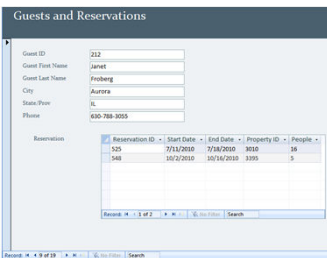 Guests and Reservations
Guest ID 212
Guest First Name Janet
Guest Last Name Froberg
City Aurora
State/Prov IL
Phone 630-788-3055
Reservation
Reservation ID Start Date End Date Property ID People
525 7/11/2010 7/18/2010 3010 16
548 10/2/2010 10/16/2010 3395 5
Record: 1 of 2 No Filter Search
Record: 9 of 19 No Filter Search